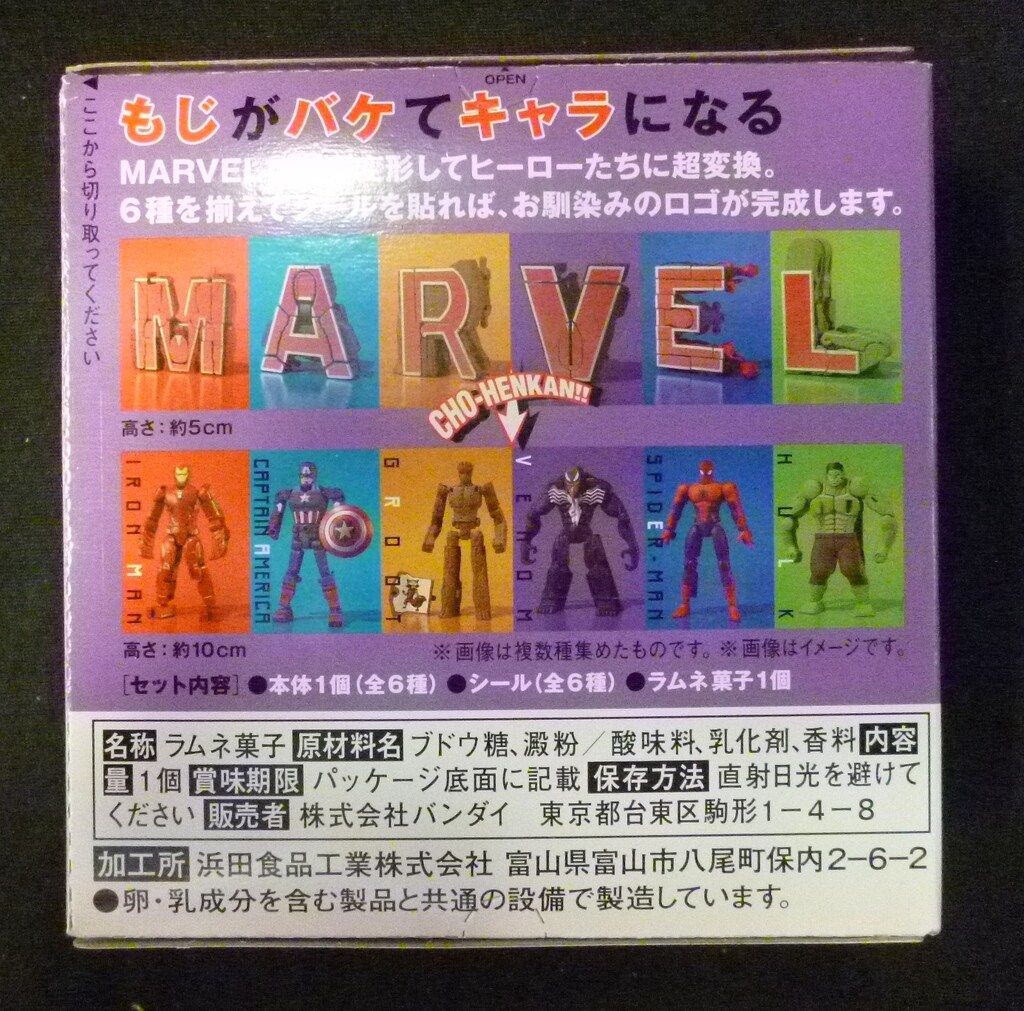 OPEN
ここから切り取ってください
もじがバケてキャラになる
MARVEL 形してヒーローたちに超変換。
6種を揃えて ルを貼れば、お馴染みのロゴが完成します。
MARVEL
CHO-HENKAN!!
高さ：約5cm
IRON MAN
CAPTAIN AMERICA
GROOT
VENOM
SPIDER-MAN
HULK
高さ：約10cm
※画像は複数種集めたものです。※画像はイメージです。
[セット内容] ●本体1個（全6種） ●シール（全6種） ●ラムネ菓子1個
名称 ラムネ菓子 原材料名 ブドウ糖、澱粉／酸味料、乳化剤、香料 内容
量 1個 賞味期限 パッケージ底面に記載 保存方法 直射日光を避けて
ください 販売者 株式会社バンダイ 東京都台東区駒形1－4－8
加工所 浜田食品工業株式会社 富山県富山市八尾町保内2－6－2
●卵・乳成分を含む製品と共通の設備で製造しています。